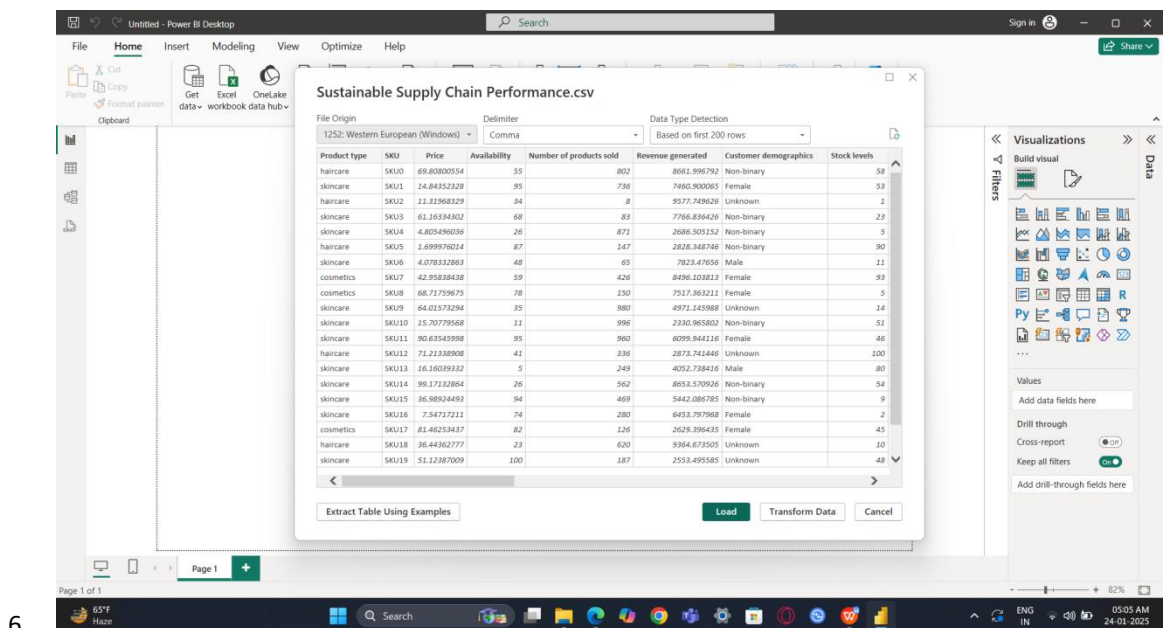 Untitled - Power BI Desktop
Search
Sign in
File Home Insert Modeling View Optimize Help
Share
Paste
Cut
Copy
Format painter
Clipboard
Get data
Excel workbook
OneLake data hub
Sustainable Supply Chain Performance.csv
File Origin Delimiter Data Type Detection
1252: Western European (Windows) Comma Based on first 200 rows
Product type SKU Price Availability Number of products sold Revenue generated Customer demographics Stock levels
haircare SKU0 69.80800554 55 802 8661.996792 Non-binary 58
skincare SKU1 14.84352328 95 736 7460.900065 Female 53
haircare SKU2 11.31968329 34 8 9577.749626 Unknown 1
skincare SKU3 61.16334302 68 83 7766.836426 Non-binary 23
skincare SKU4 4.805496036 26 871 2686.505152 Non-binary 5
haircare SKU5 1.699976014 87 147 2828.348746 Non-binary 90
skincare SKU6 4.078332863 48 65 7823.47656 Male 11
cosmetics SKU7 42.95838438 59 426 8496.103813 Female 93
cosmetics SKU8 68.71759675 78 150 7517.363211 Female 5
skincare SKU9 64.01573294 35 980 4971.145988 Unknown 14
skincare SKU10 15.70779568 11 996 2330.965802 Non-binary 51
skincare SKU11 90.63545998 95 960 6099.944116 Female 46
haircare SKU12 71.21338908 41 336 2873.741446 Unknown 100
skincare SKU13 16.16039332 5 249 4052.738416 Male 80
skincare SKU14 99.17132864 26 562 8653.570926 Non-binary 54
skincare SKU15 36.98924493 94 469 5442.086785 Non-binary 9
skincare SKU16 7.54717211 74 280 6453.797968 Female 2
cosmetics SKU17 81.46253437 82 126 2629.396435 Female 45
haircare SKU18 36.44362777 23 620 9364.673505 Unknown 10
skincare SKU19 51.12387009 100 187 2553.495585 Unknown 48
Extract Table Using Examples Load Transform Data Cancel
Filters
Visualizations
Build visual
R
Py
...
Values
Add data fields here
Drill through
Cross-report Off
Keep all filters On
Add drill-through fields here
Data
Page 1
Page 1 of 1
82%
65°F
Haze
Search
ENG
IN
05:05 AM
24-01-2025